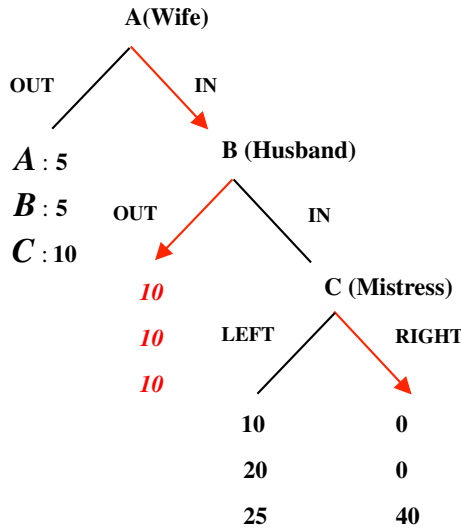 A(Wife)
OUT
IN
A : 5
B : 5
C : 10
B (Husband)
OUT
IN
10
10
10
C (Mistress)
LEFT
RIGHT
10
0
20
0
25
40